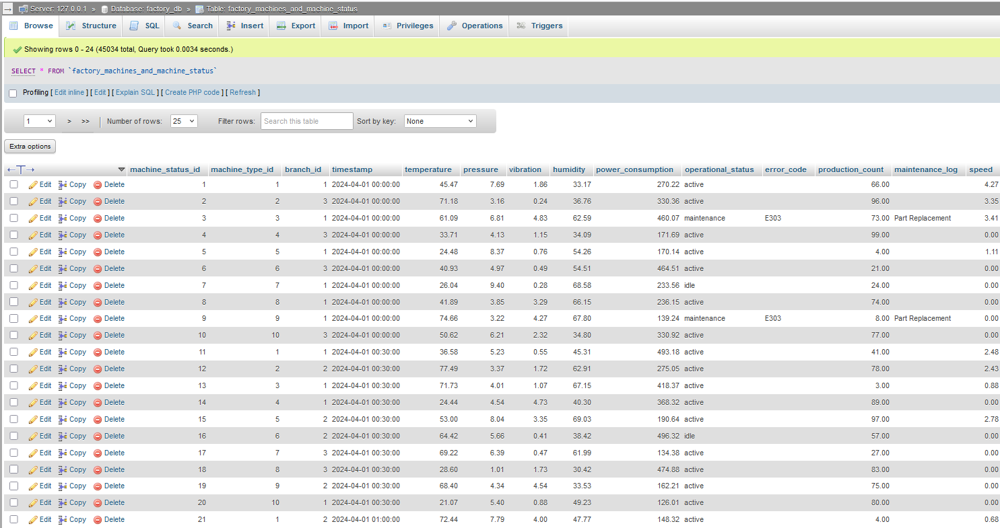 Server: 127.0.0.1 » Database: factory_db » Table: factory_machines_and_machine_status
Browse Structure SQL Search Insert Export Import Privileges Operations Triggers
Showing rows 0 - 24 (45034 total, Query took 0.0034 seconds.)
SELECT * FROM `factory_machines_and_machine_status`
Profiling [ Edit inline ] [ Edit ] [ Explain SQL ] [ Create PHP code ] [ Refresh ]
1 > >> | Number of rows: 25 Filter rows: Search this table Sort by key: None
Extra options
←T→ machine_status_id machine_type_id branch_id timestamp temperature pressure vibration humidity power_consumption operational_status error_code production_count maintenance_log speed
Edit Copy Delete 1 1 1 2024-04-01 00:00:00 45.47 7.69 1.86 33.17 270.22 active 66.00 4.27
Edit Copy Delete 2 2 3 2024-04-01 00:00:00 71.18 3.16 0.24 36.76 330.36 active 96.00 3.35
Edit Copy Delete 3 3 1 2024-04-01 00:00:00 61.09 6.81 4.83 62.59 460.07 maintenance E303 73.00 Part Replacement 3.41
Edit Copy Delete 4 4 3 2024-04-01 00:00:00 33.71 4.13 1.15 34.09 171.69 active 99.00 0.00
Edit Copy Delete 5 5 1 2024-04-01 00:00:00 24.48 8.37 0.76 54.26 170.14 active 4.00 1.11
Edit Copy Delete 6 6 3 2024-04-01 00:00:00 40.93 4.97 0.49 54.51 464.51 active 21.00 0.00
Edit Copy Delete 7 7 1 2024-04-01 00:00:00 26.04 9.40 0.28 68.58 233.56 idle 24.00 0.00
Edit Copy Delete 8 8 1 2024-04-01 00:00:00 41.89 3.85 3.29 66.15 236.15 active 74.00 0.00
Edit Copy Delete 9 9 1 2024-04-01 00:00:00 74.66 3.22 4.27 67.80 139.24 maintenance E303 8.00 Part Replacement 0.00
Edit Copy Delete 10 10 3 2024-04-01 00:00:00 50.62 6.21 2.32 34.80 330.92 active 77.00 0.00
Edit Copy Delete 11 1 1 2024-04-01 00:30:00 36.58 5.23 0.55 45.31 493.18 active 41.00 2.48
Edit Copy Delete 12 2 2 2024-04-01 00:30:00 77.49 3.37 1.72 62.91 275.05 active 78.00 2.43
Edit Copy Delete 13 3 1 2024-04-01 00:30:00 71.73 4.01 1.07 67.15 418.37 active 3.00 0.88
Edit Copy Delete 14 4 1 2024-04-01 00:30:00 24.44 4.54 4.73 40.30 368.32 active 89.00 0.00
Edit Copy Delete 15 5 2 2024-04-01 00:30:00 53.00 8.04 3.35 69.03 190.64 active 97.00 2.78
Edit Copy Delete 16 6 2 2024-04-01 00:30:00 64.42 5.66 0.41 38.42 496.32 idle 57.00 0.00
Edit Copy Delete 17 7 3 2024-04-01 00:30:00 69.22 6.39 0.47 61.99 134.38 active 27.00 0.00
Edit Copy Delete 18 8 3 2024-04-01 00:30:00 28.60 1.01 1.73 30.42 474.88 active 83.00 0.00
Edit Copy Delete 19 9 2 2024-04-01 00:30:00 68.40 4.34 4.54 33.53 162.21 active 75.00 0.00
Edit Copy Delete 20 10 1 2024-04-01 00:30:00 21.07 5.40 0.88 49.23 126.01 active 80.00 0.00
Edit Copy Delete 21 1 2 2024-04-01 01:00:00 72.44 7.79 4.00 47.77 148.32 active 4.00 0.68